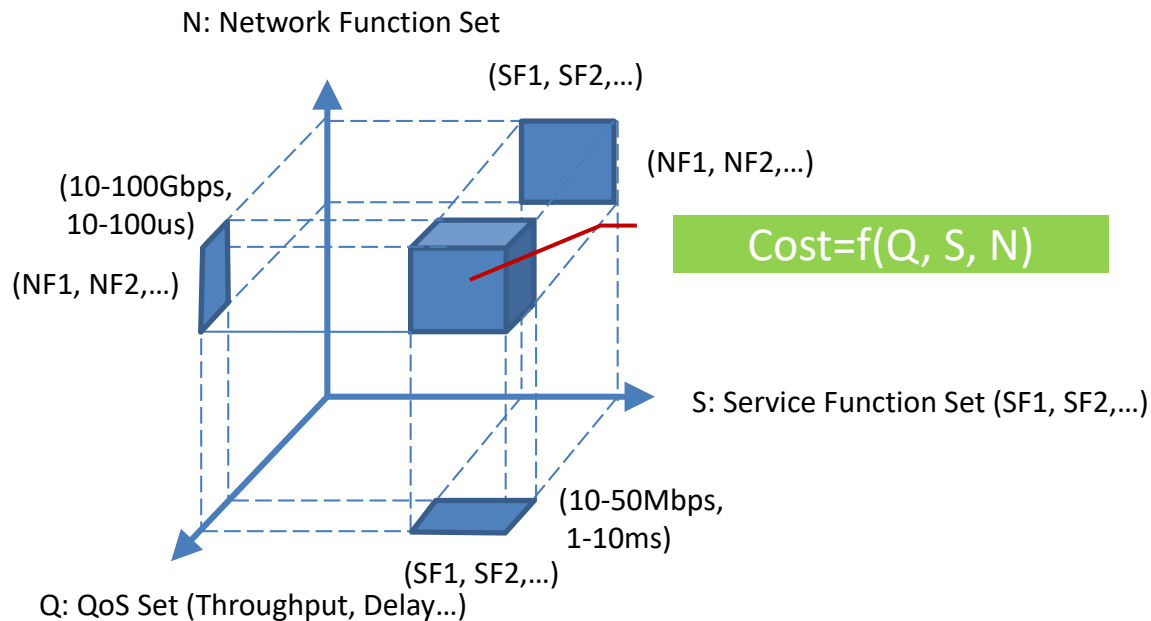 N: Network Function Set
(SF1, SF2,…)
(NF1, NF2,…)
(10-100Gbps,
10-100us)
(NF1, NF2,…)
Cost=f(Q, S, N)
S: Service Function Set (SF1, SF2,…)
(10-50Mbps,
1-10ms)
(SF1, SF2,…)
Q: QoS Set (Throughput, Delay…)